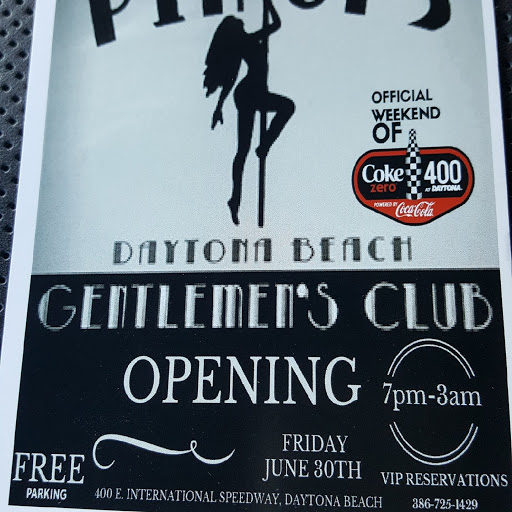 OFFICIAL
WEEKEND
OF
Coke
zero
400
AT DAYTONA
POWERED BY
Coca-Cola
DAYTONA BEACH
GENTLEMEN'S CLUB
OPENING
7pm-3am
FRIDAY
JUNE 30TH
FREE
PARKING
VIP RESERVATIONS
400 E. INTERNATIONAL SPEEDWAY, DAYTONA BEACH
386-725-1429